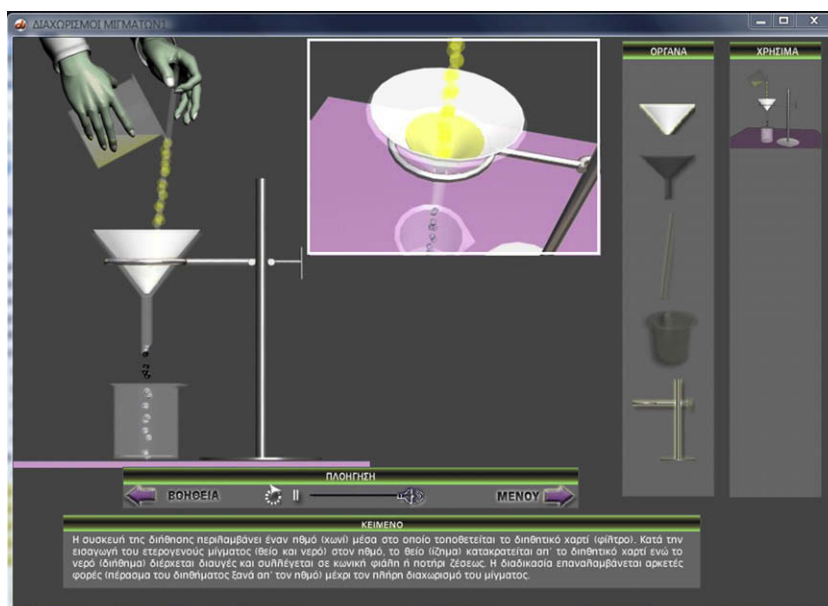 ΔΙΑΧΩΡΙΣΜΟΙ ΜΙΓΜΑΤΩΝ1
ΟΡΓΑΝΑ
ΧΡΗΣΙΜΑ
ΠΛΟΗΓΗΣΗ
ΒΟΗΘΕΙΑ
ΜΕΝΟΥ
ΚΕΙΜΕΝΟ
Η συσκευή της διήθησης περιλαμβάνει έναν ηθμό (χωνί) μέσα στο οποίο τοποθετείται το διηθητικό χαρτί (φίλτρο). Κατά την
εισαγωγή του ετερογενούς μίγματος (θείο και νερό) στον ηθμό, το θείο (ίζημα) κατακρατείται απ' το διηθητικό χαρτί ενώ το
νερό (διήθημα) διέρχεται διαυγές και συλλέγεται σε κωνική φιάλη ή ποτήρι ζέσεως. Η διαδικασία επαναλαμβάνεται αρκετές
φορές (πέρασμα του διηθήματος ξανά απ' τον ηθμό) μέχρι τον πλήρη διαχωρισμό του μίγματος.